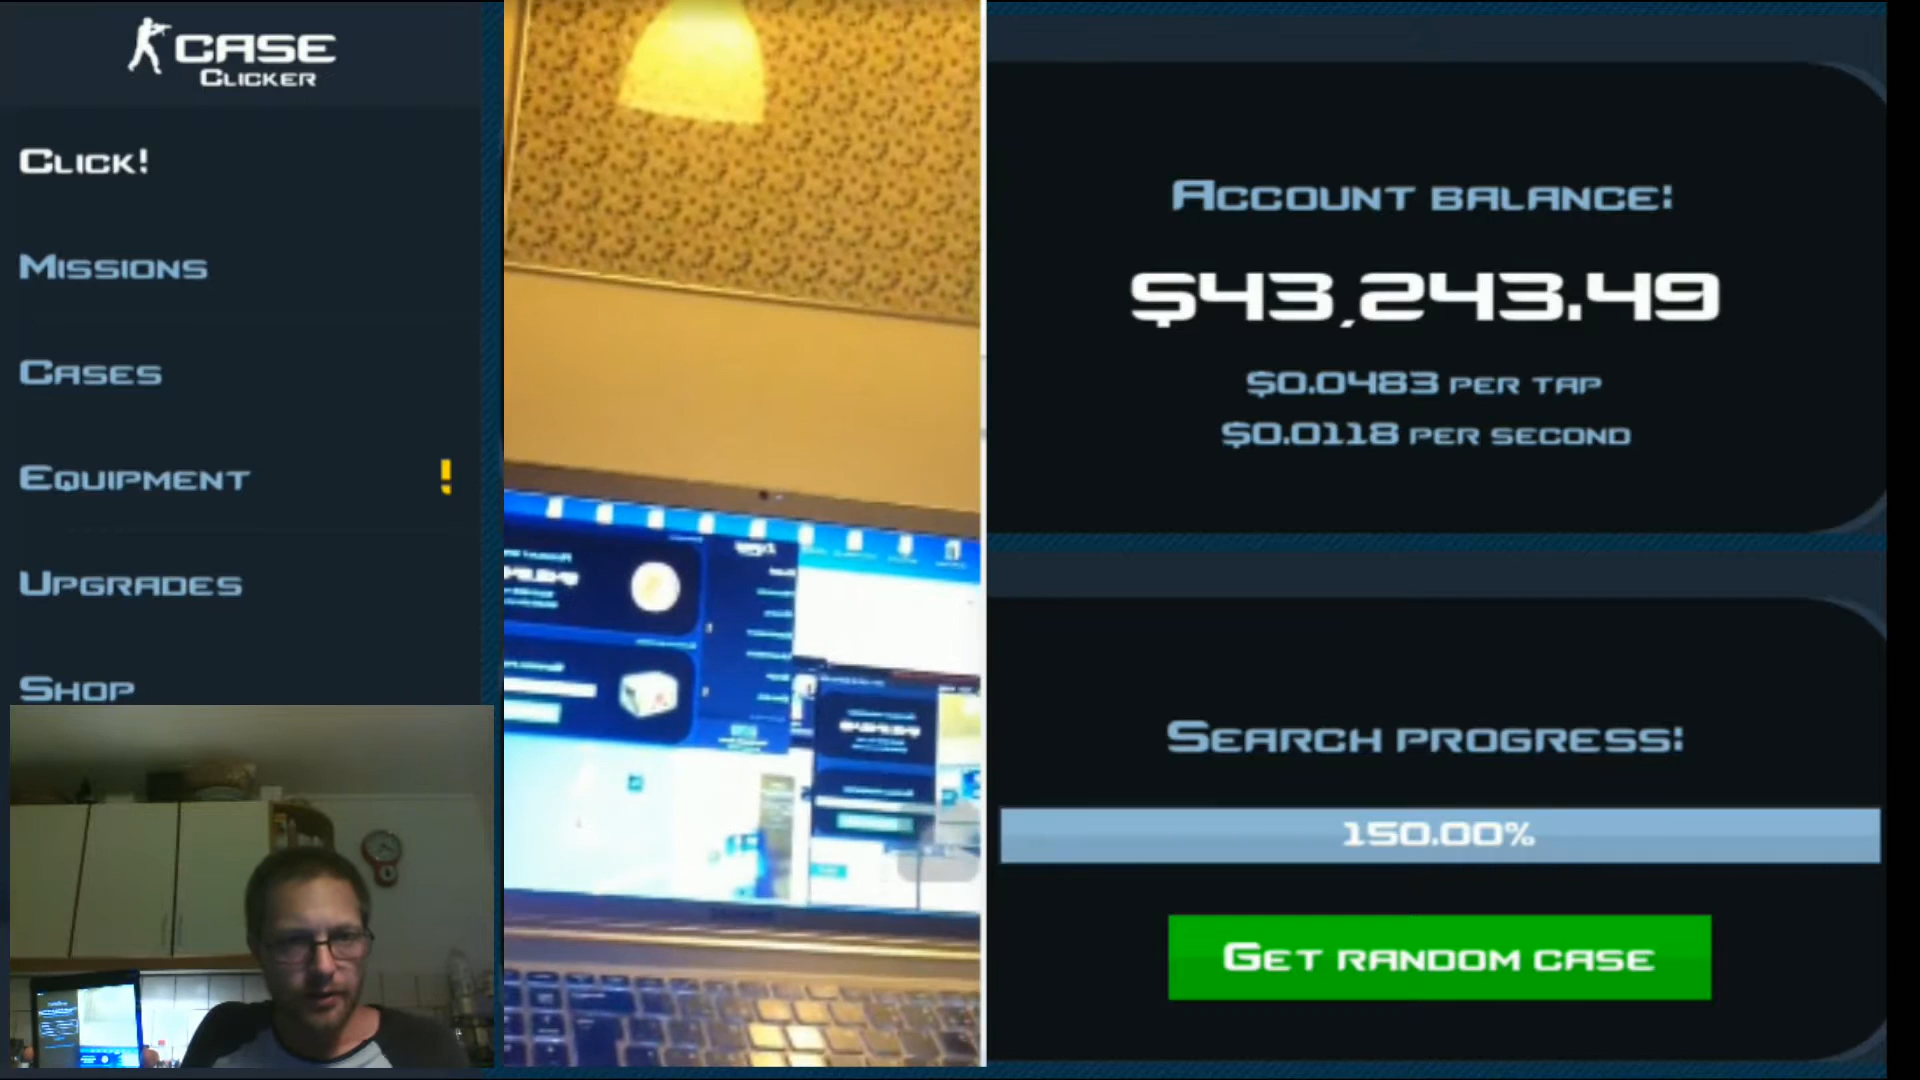 CASE
CLICKER
CLICK!
MISSIONS
CASES
EQUIPMENT !
UPGRADES
SHOP
ACCOUNT BALANCE:
$43,243.49
$0.0483 PER TAP
$0.0118 PER SECOND
SEARCH PROGRESS:
150.00%
GET RANDOM CASE